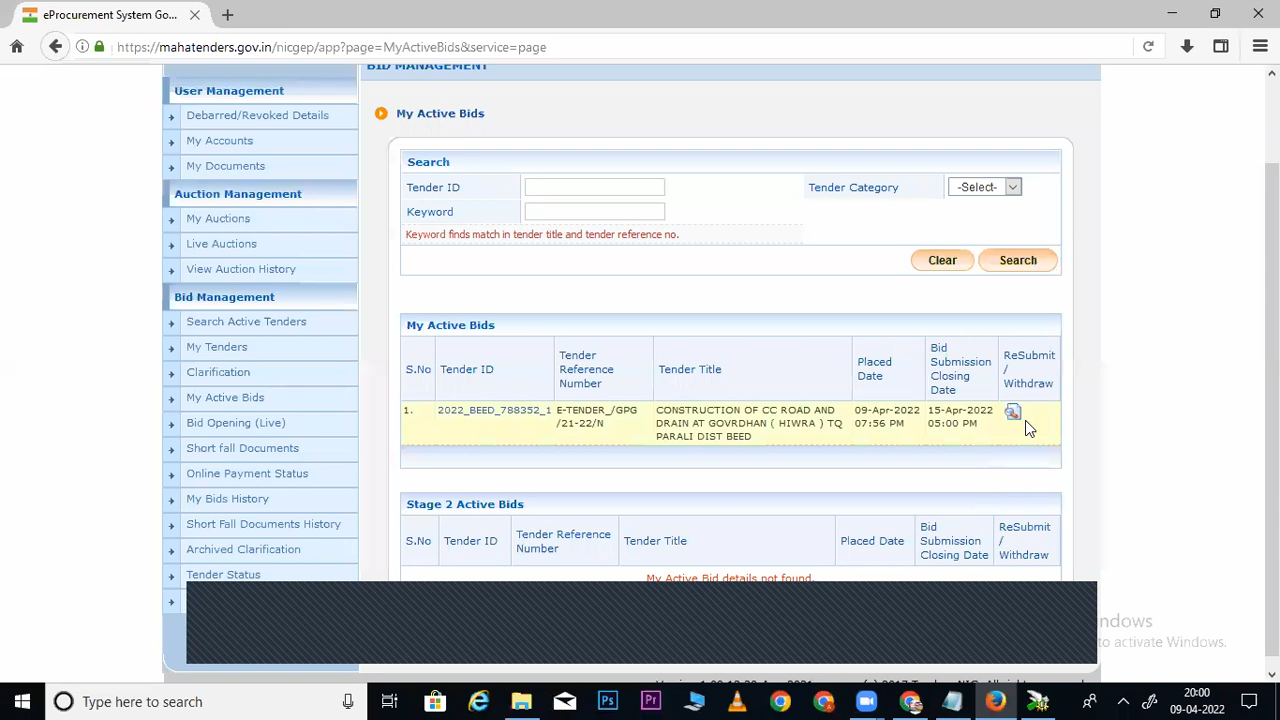 eProcurement System Go...
https://mahatenders.gov.in/nicgep/app?page=MyActiveBids&service=page
BID MANAGEMENT
User Management
Debarred/Revoked Details
My Accounts
My Documents
Auction Management
My Auctions
Live Auctions
View Auction History
Bid Management
Search Active Tenders
My Tenders
Clarification
My Active Bids
Bid Opening (Live)
Short fall Documents
Online Payment Status
My Bids History
Short Fall Documents History
Archived Clarification
Tender Status
My Active Bids
Search
Tender ID
Tender Category
-Select-
Keyword
Keyword finds match in tender title and tender reference no.
Clear
Search
My Active Bids
S.No
Tender ID
Tender
Reference
Number
Tender Title
Placed
Date
Bid
Submission
Closing
Date
ReSubmit
/
Withdraw
1.
2022_BEED_788352_1
E-TENDER_/GPG
/21-22/N
CONSTRUCTION OF CC ROAD AND
DRAIN AT GOVRDHAN ( HIWRA ) TQ
PARALI DIST BEED
09-Apr-2022
07:56 PM
15-Apr-2022
05:00 PM
Stage 2 Active Bids
S.No
Tender ID
Tender Reference
Number
Tender Title
Placed Date
Bid
Submission
Closing Date
ReSubmit
/
Withdraw
My Active Bid details not found.
ndows
to activate Windows.
Type here to search
20:00
09-04-2022